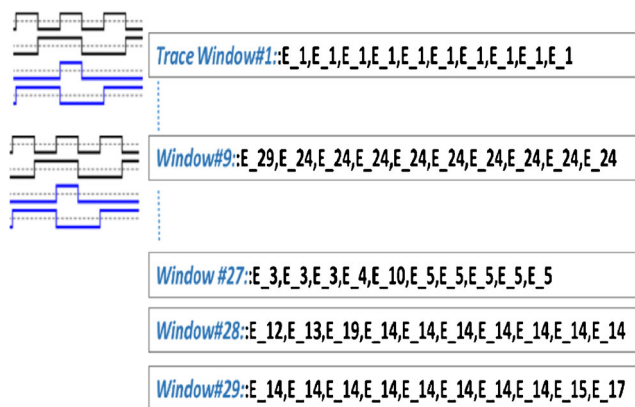 Trace Window#1::E_1,E_1,E_1,E_1,E_1,E_1,E_1,E_1,E_1,E_1
Window#9::E_29,E_24,E_24,E_24,E_24,E_24,E_24,E_24,E_24,E_24
Window #27::E_3,E_3,E_3,E_4,E_10,E_5,E_5,E_5,E_5,E_5
Window#28::E_12,E_13,E_19,E_14,E_14,E_14,E_14,E_14,E_14,E_14
Window#29::E_14,E_14,E_14,E_14,E_14,E_14,E_14,E_14,E_15,E_17